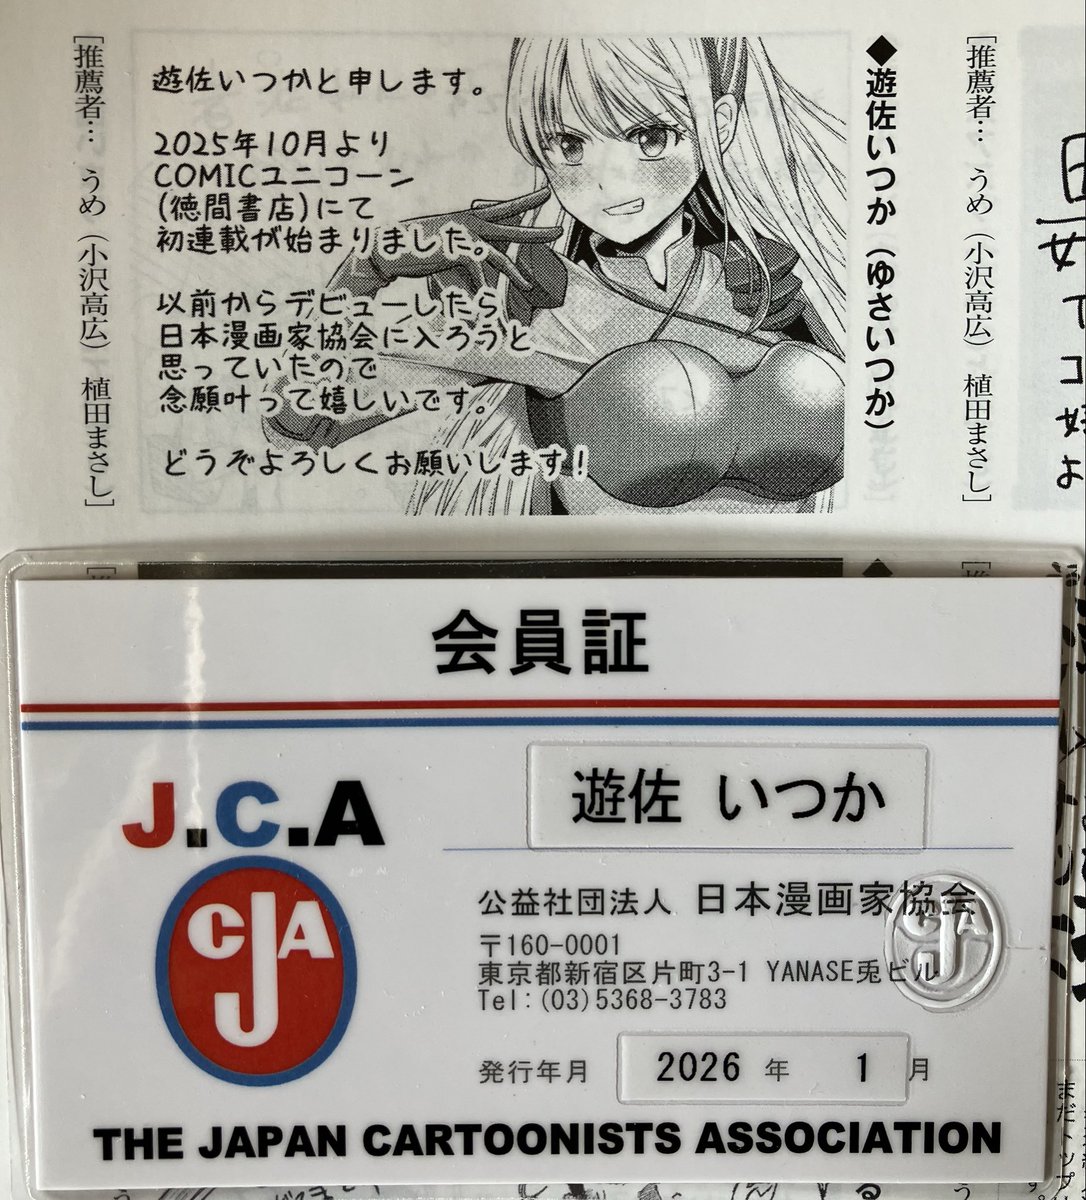 ◆遊佐いつか（ゆさいつか）
遊佐いつかと申します。
2025年10月より
COMICユニコーン
(徳間書店)にて
初連載が始まりました。
以前からデビューしたら
日本漫画家協会に入ろうと
思っていたので
念願叶って嬉しいです。
どうぞよろしくお願いします!
［推薦者… うめ（小沢高広） 植田まさし］
［推薦者… うめ（小沢高広） 植田まさし］
会員証
J.C.A
CJA
遊佐 いつか
公益社団法人 日本漫画家協会
〒160-0001
東京都新宿区片町3-1 YANASE兎ビル
Tel:(03)5368-3783
CJA
発行年月 2026 年 1 月
THE JAPAN CARTOONISTS ASSOCIATION